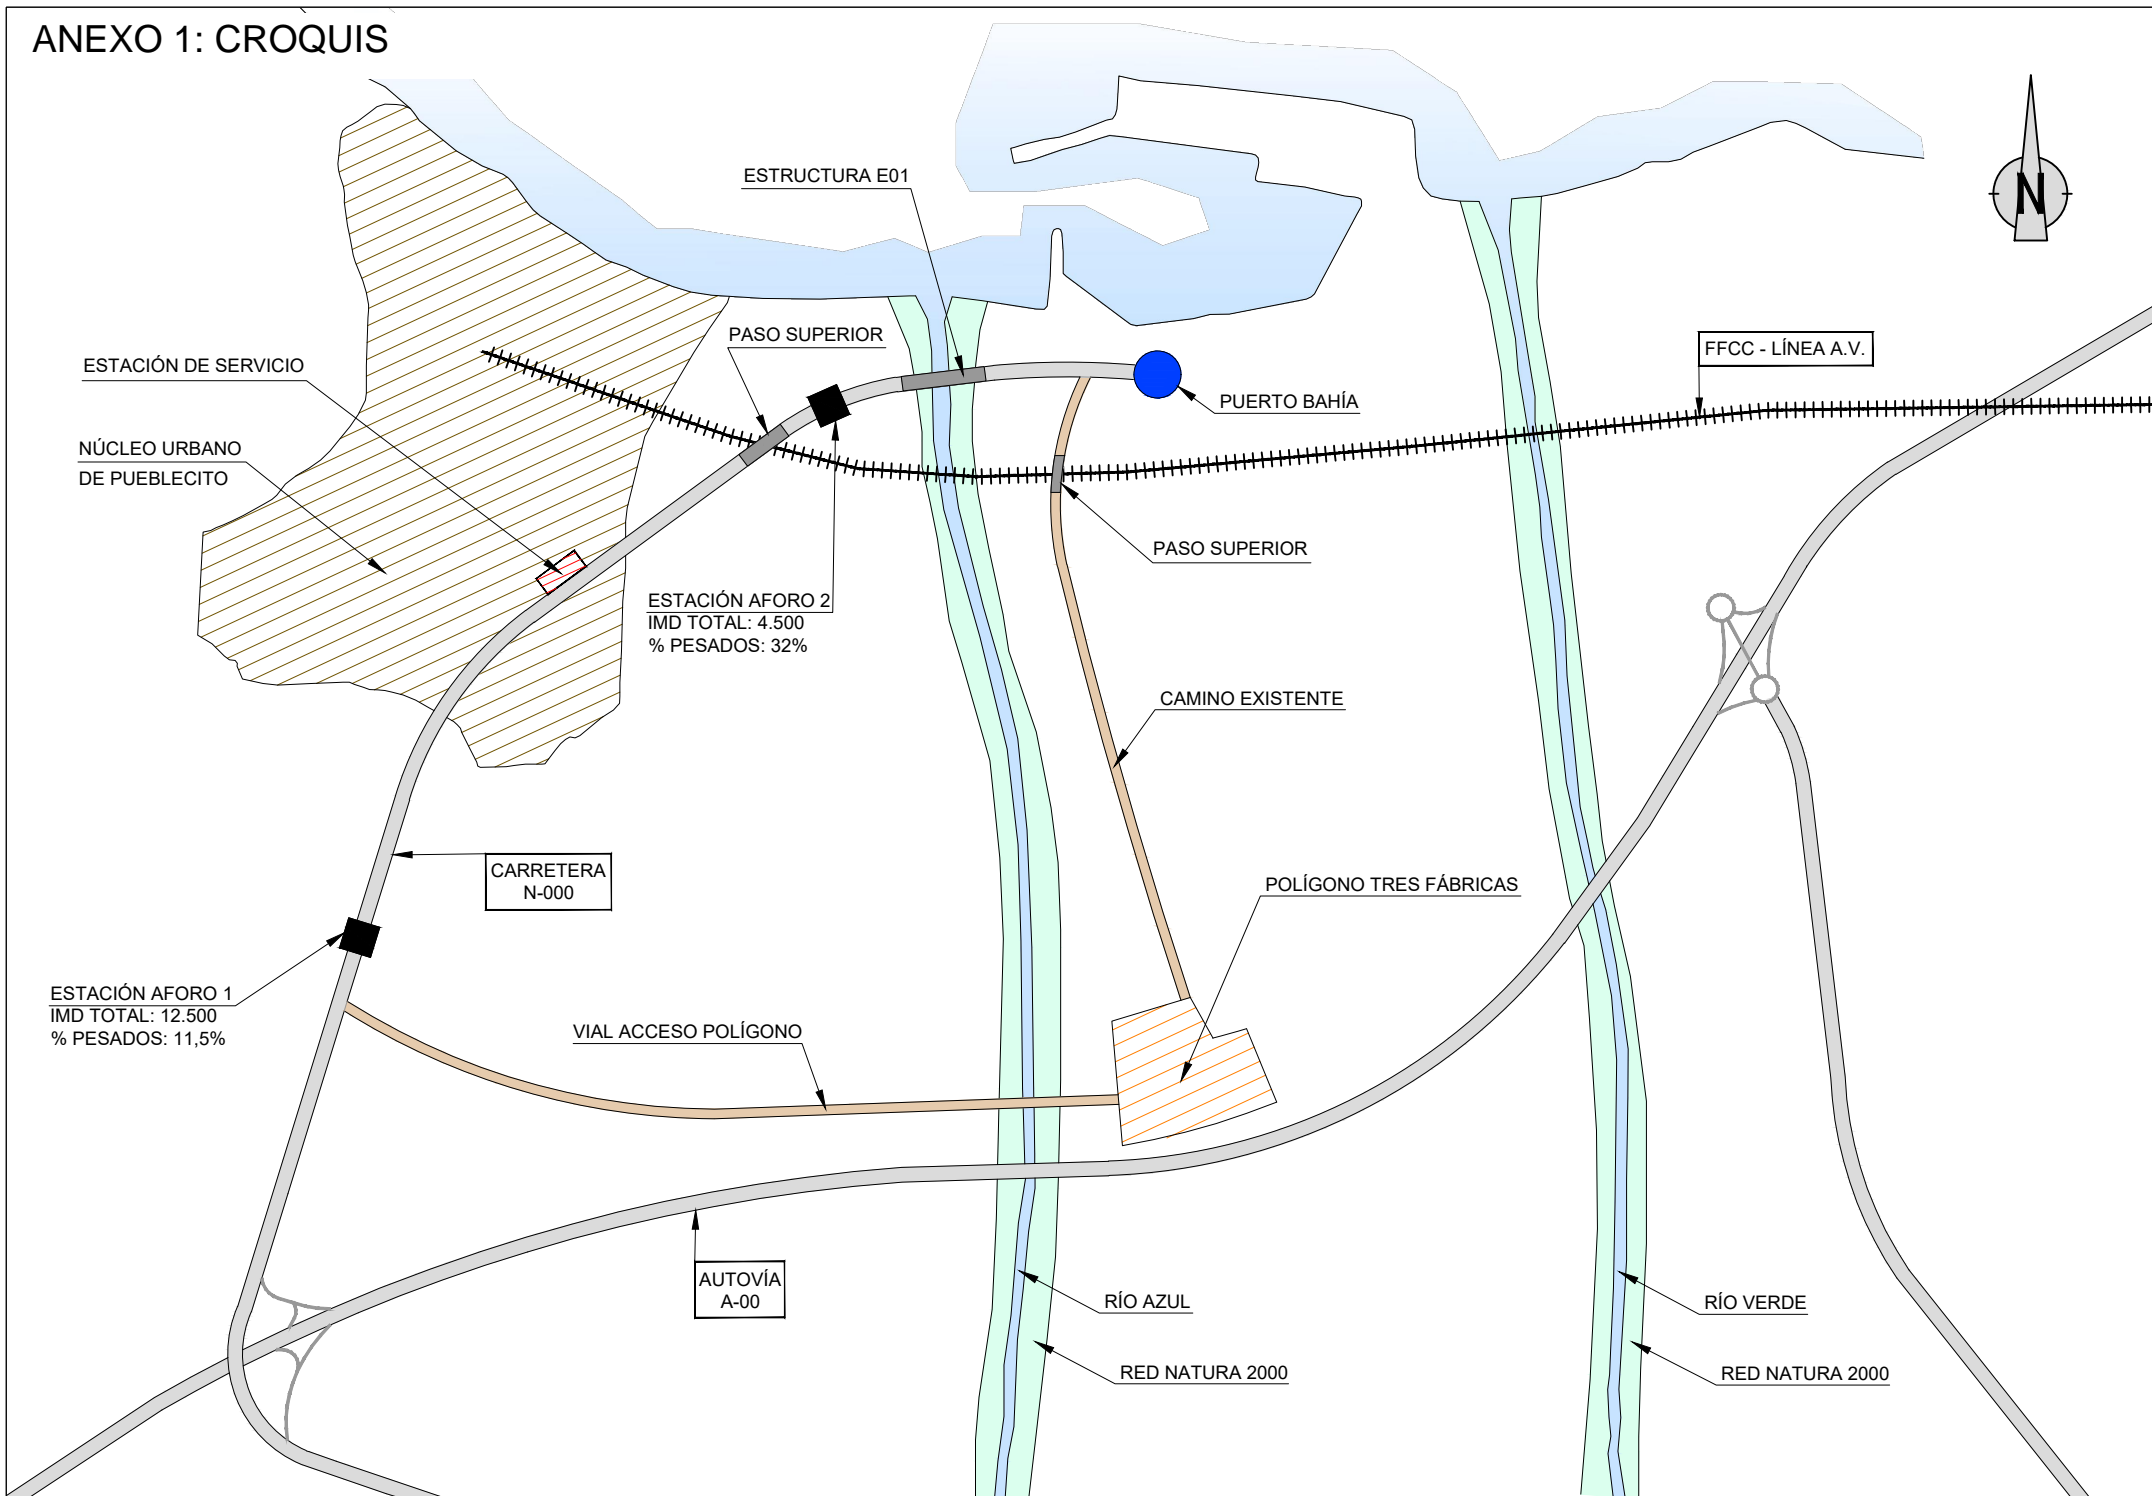 ANEXO 1: CROQUIS
N
ESTRUCTURA E01
PASO SUPERIOR
FFCC - LÍNEA A.V.
ESTACIÓN DE SERVICIO
PUERTO BAHÍA
NÚCLEO URBANO
DE PUEBLECITO
PASO SUPERIOR
ESTACIÓN AFORO 2
IMD TOTAL: 4.500
% PESADOS: 32%
CAMINO EXISTENTE
CARRETERA
N-000
POLÍGONO TRES FÁBRICAS
ESTACIÓN AFORO 1
IMD TOTAL: 12.500
% PESADOS: 11,5%
VIAL ACCESO POLÍGONO
AUTOVÍA
A-00
RÍO AZUL
RÍO VERDE
RED NATURA 2000
RED NATURA 2000